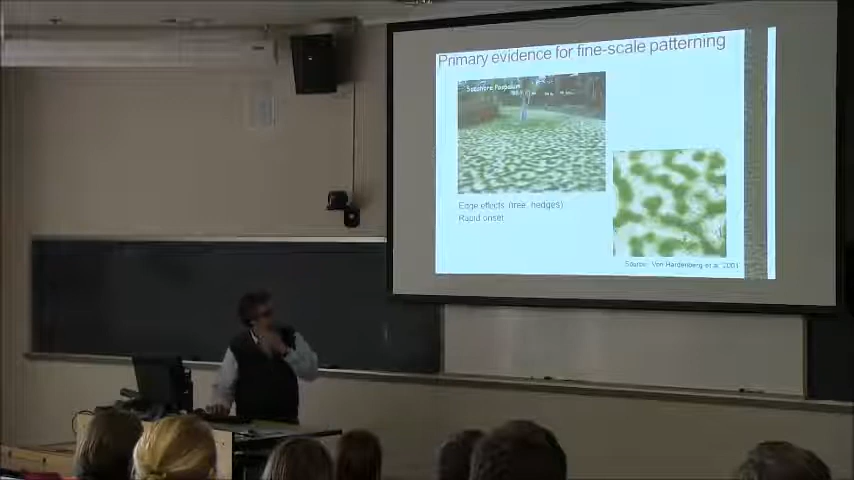 Primary evidence for fine-scale patterning
Edge effects (tree, hedges)
Rapid onset
Source: Von Hardenberg et al. 2001